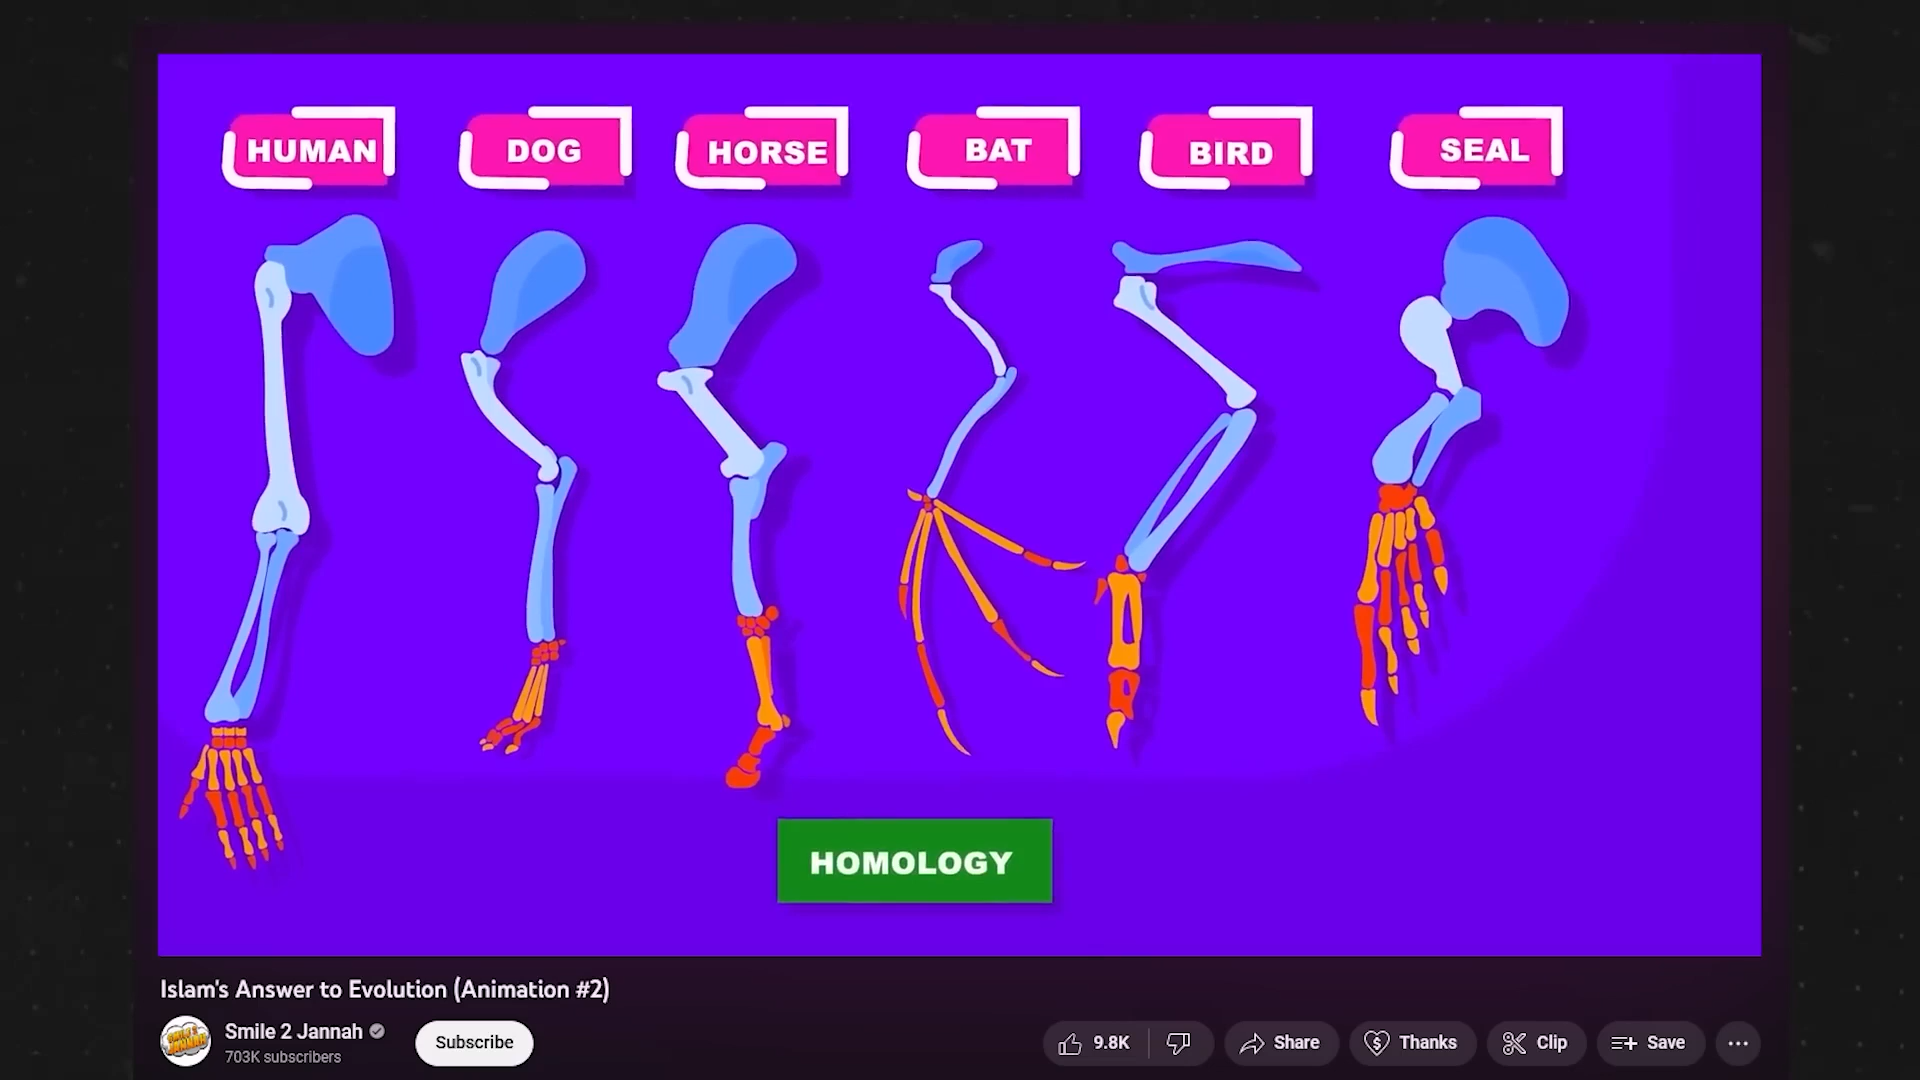 HUMAN
DOG
HORSE
BAT
BIRD
SEAL
HOMOLOGY
Islam's Answer to Evolution (Animation #2)
Smile 2 Jannah
703K subscribers
Subscribe
9.8K
Share
Thanks
Clip
Save